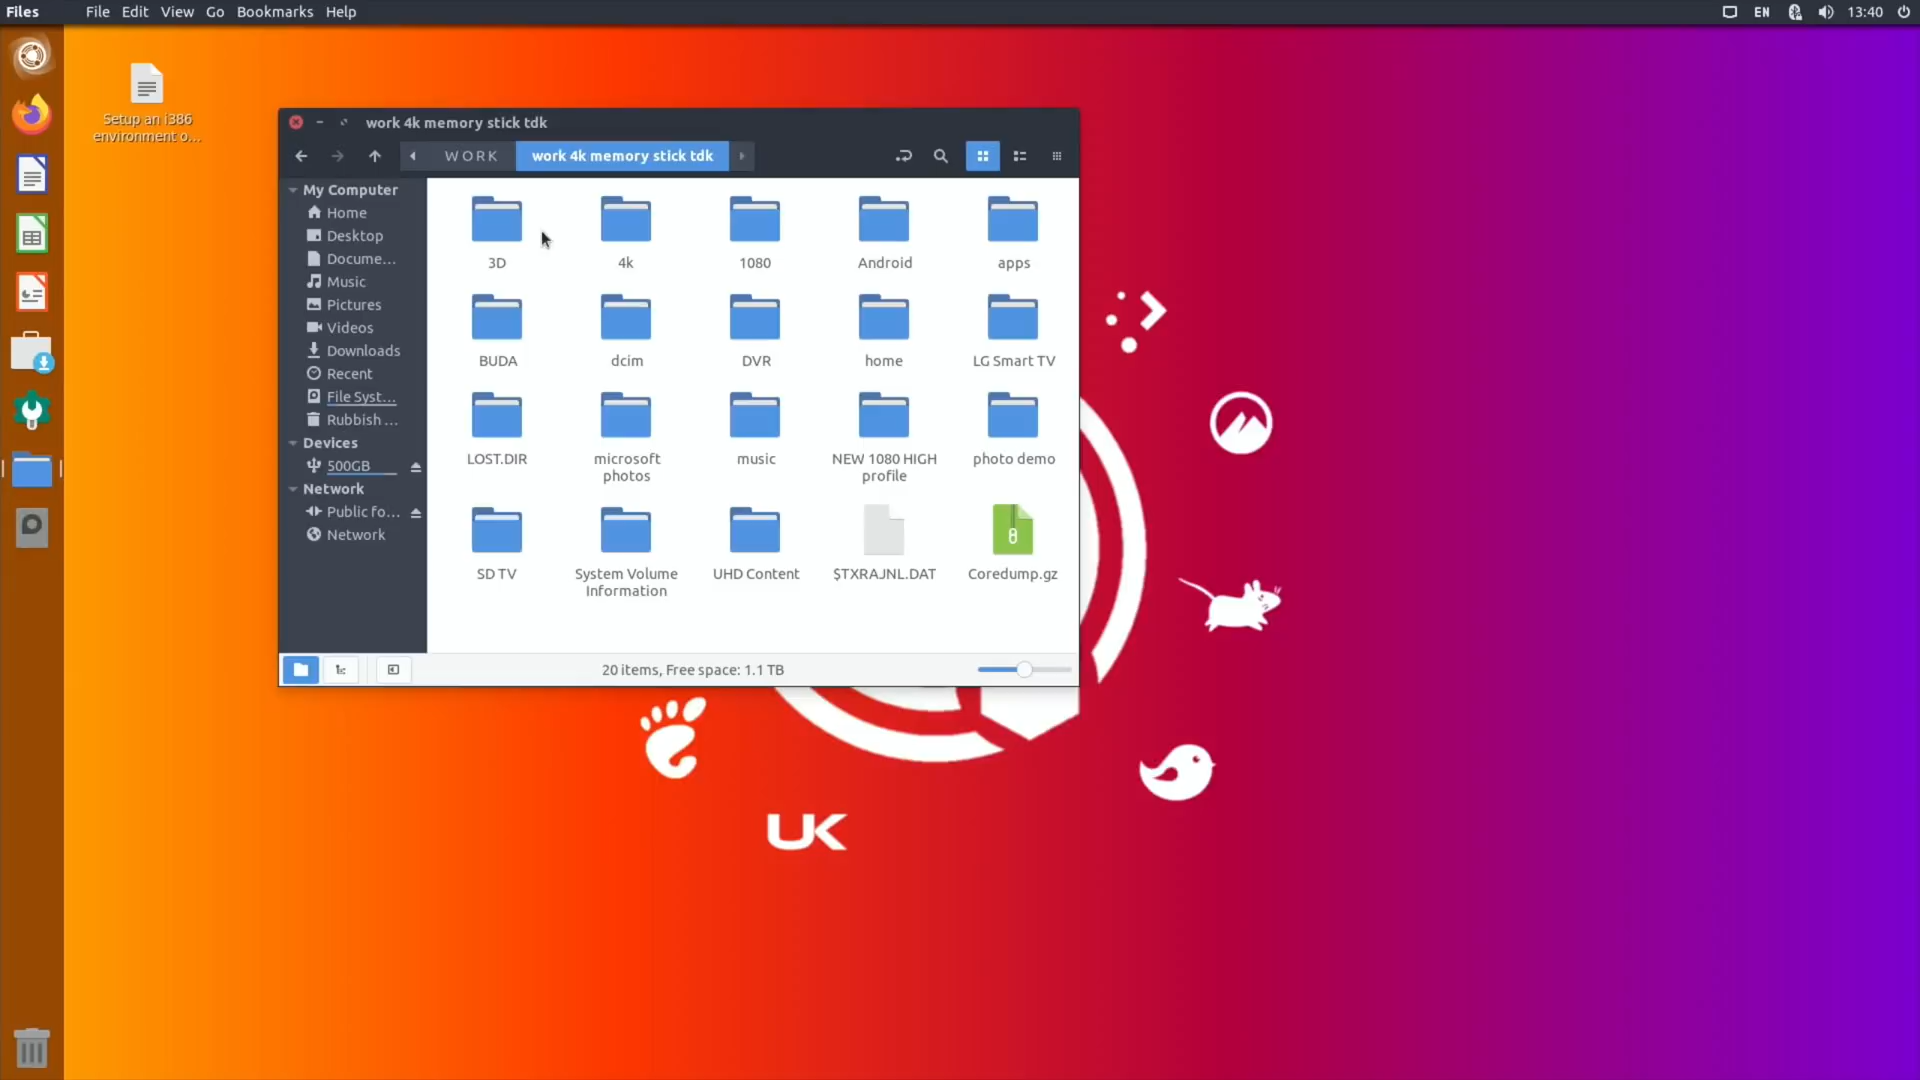 Files File Edit View Go Bookmarks Help EN 13:40
Setup an i386
environment o...
work 4k memory stick tdk
WORK work 4k memory stick tdk
My Computer
Home
Desktop
Docume...
Music
Pictures
Videos
Downloads
Recent
File Syst...
Rubbish ...
Devices
500GB
Network
Public fo...
Network
3D 4k 1080 Android apps
BUDA dcim DVR home LG Smart TV
LOST.DIR microsoft photos music NEW 1080 HIGH profile photo demo
SD TV System Volume Information UHD Content $TXRAJNL.DAT Coredump.gz
20 items, Free space: 1.1 TB
UK